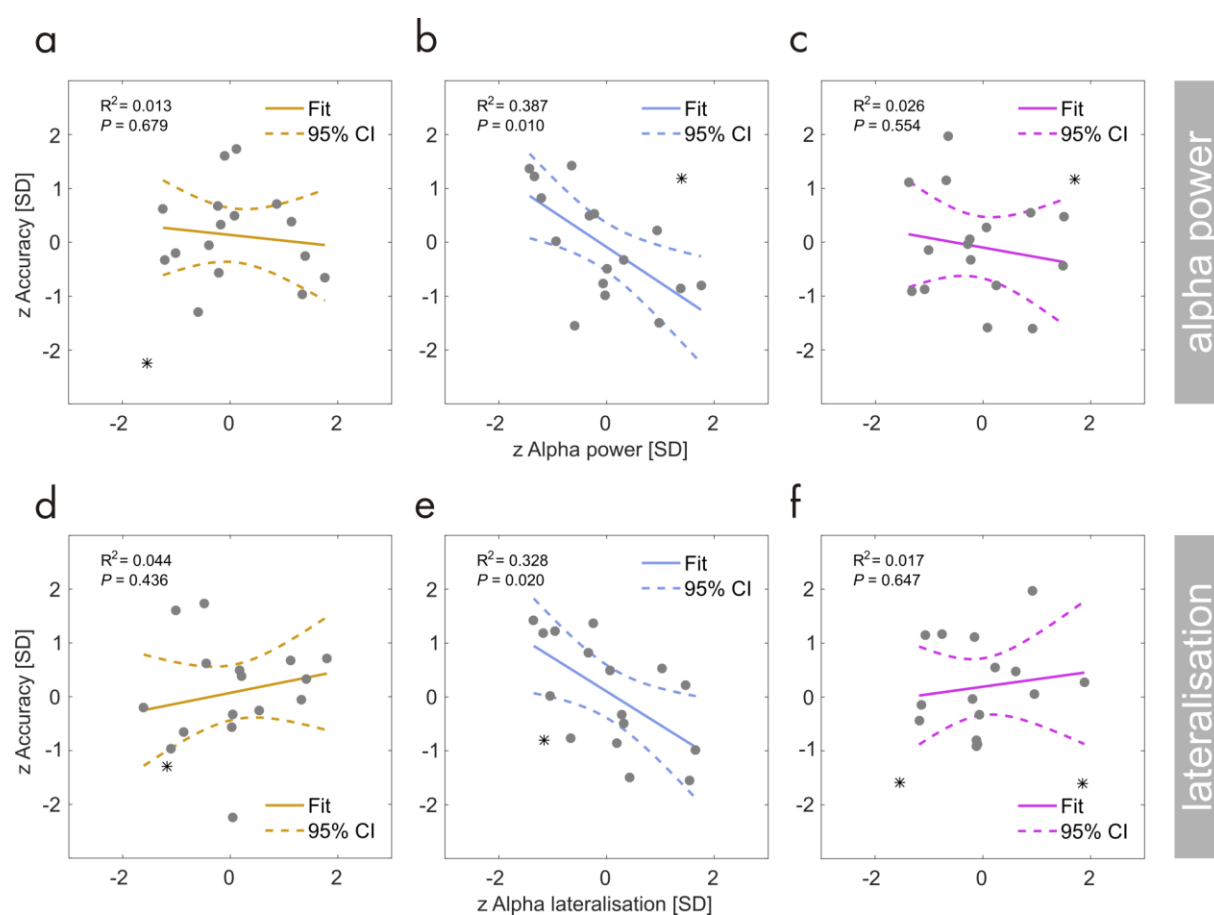 a
b
c
R² = 0.013
P = 0.679
Fit
95% CI
R² = 0.387
P = 0.010
Fit
95% CI
R² = 0.026
P = 0.554
Fit
95% CI
z Accuracy [SD]
2
1
0
-1
-2
2
1
0
-1
-2
2
1
0
-1
-2
-2 0 2
-2 0 2
-2 0 2
z Alpha power [SD]
alpha power
d
e
f
R² = 0.044
P = 0.436
Fit
95% CI
R² = 0.328
P = 0.020
Fit
95% CI
R² = 0.017
P = 0.647
Fit
95% CI
z Accuracy [SD]
2
1
0
-1
-2
2
1
0
-1
-2
2
1
0
-1
-2
-2 0 2
-2 0 2
-2 0 2
z Alpha lateralisation [SD]
lateralisation